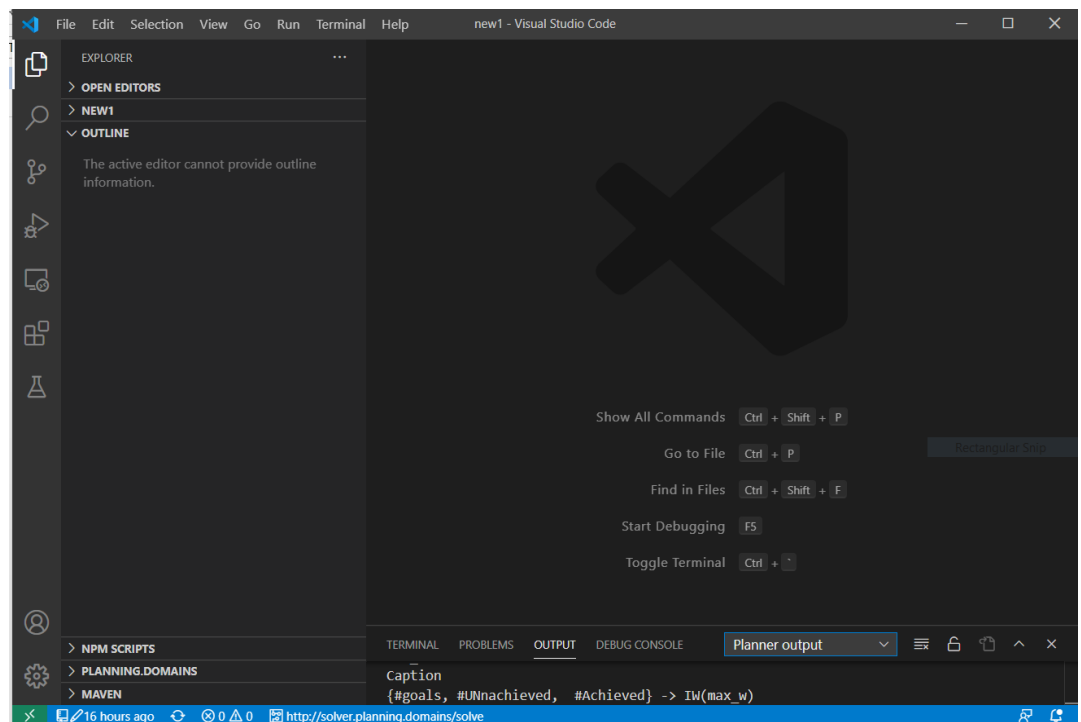 File Edit Selection View Go Run Terminal Help new1 - Visual Studio Code
EXPLORER
OPEN EDITORS
NEW1
OUTLINE
The active editor cannot provide outline
information.
Show All Commands Ctrl + Shift + P
Go to File Ctrl + P
Rectangular Snip
Find in Files Ctrl + Shift + F
Start Debugging F5
Toggle Terminal Ctrl + `
NPM SCRIPTS
PLANNING.DOMAINS
MAVEN
TERMINAL PROBLEMS OUTPUT DEBUG CONSOLE Planner output
Caption
{#goals, #UNnachieved, #Achieved} -> IW(max_w)
16 hours ago 0 0 http://solver.planning.domains/solve